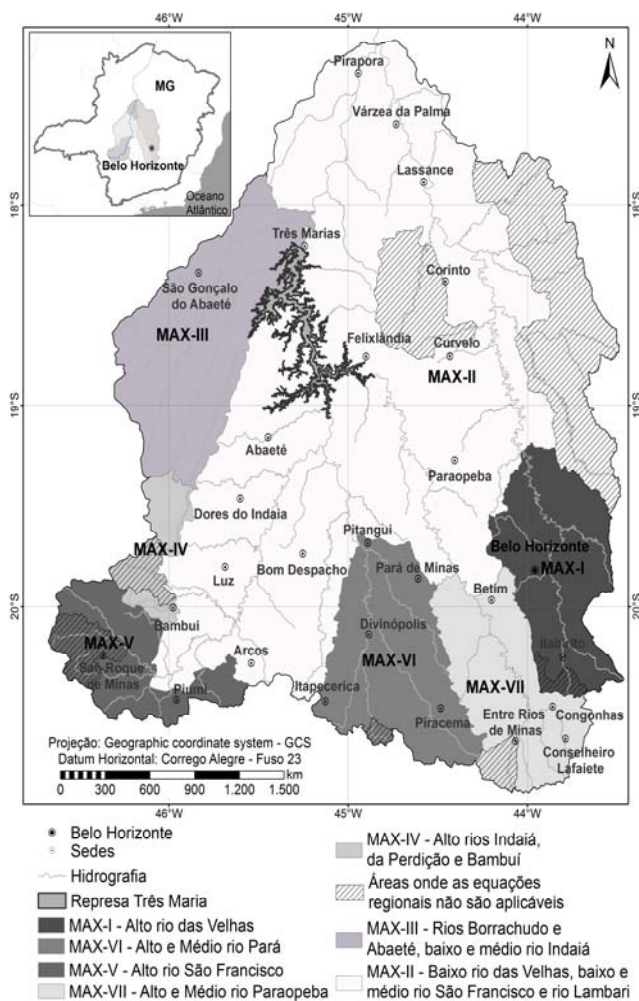 N
MG
Belo Horizonte
Oceano
Atlântico
Pirapora
Várzea da Palma
Lassance
18°S
18°S
Três Marias
São Gonçalo
do Abaeté
Corinto
MAX-III
Felixlândia
Curvelo
MAX-II
19°S
19°S
Abaeté
Paraopeba
Dores do Indaia
Pitangui
MAX-IV
Belo Horizonte
MAX-I
Luz
Bom Despacho
Pará de Minas
Betim
20°S
20°S
Bambui
Divinópolis
MAX-V
Arcos
MAX-VI
Itabirito
São Roque
de Minas
MAX-VII
Piumi
Itapecerica
Piracema
Entre Rios
de Minas
Congonhas
Conselheiro
Lafaiete
Projeção: Geographic coordinate system - GCS
Datum Horizontal: Corrego Alegre - Fuso 23
km
0 300 600 900 1.200 1.500
46°W 45°W 44°W
46°W 45°W 44°W
Belo Horizonte
Sedes
Hidrografia
Represa Três Maria
MAX-I - Alto rio das Velhas
MAX-VI - Alto e Médio rio Pará
MAX-V - Alto rio São Francisco
MAX-VII - Alto e Médio rio Paraopeba
MAX-IV - Alto rios Indaiá,
da Perdição e Bambuí
Áreas onde as equações
regionais não são aplicáveis
MAX-III - Rios Borrachudo e
Abaeté, baixo e médio rio Indaiá
MAX-II - Baixo rio das Velhas, baixo e
médio rio São Francisco e rio Lambari